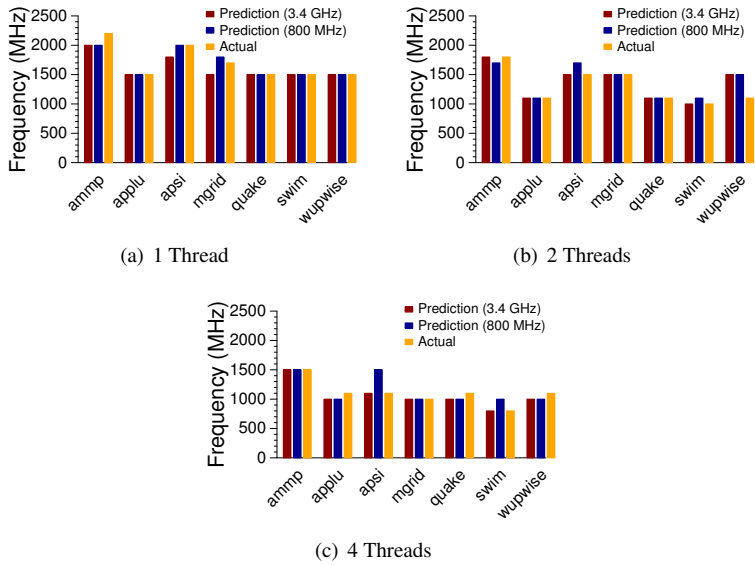 Prediction (3.4 GHz)
Prediction (800 MHz)
Actual
Frequency (MHz)
2500
2000
1500
1000
500
0
ammp
applu
apsi
mgrid
quake
swim
wupwise
(a) 1 Thread
Prediction (3.4 GHz)
Prediction (800 MHz)
Actual
Frequency (MHz)
2500
2000
1500
1000
500
0
ammp
applu
apsi
mgrid
quake
swim
wupwise
(b) 2 Threads
Prediction (3.4 GHz)
Prediction (800 MHz)
Actual
Frequency (MHz)
2500
2000
1500
1000
500
0
ammp
applu
apsi
mgrid
quake
swim
wupwise
(c) 4 Threads